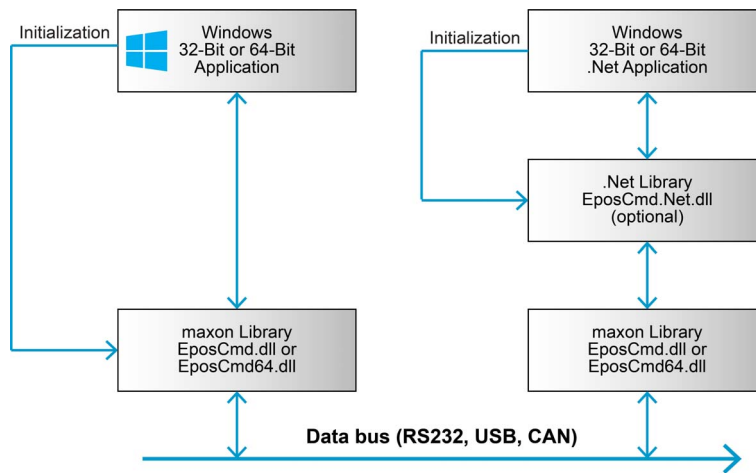 Initialization
Windows
32-Bit or 64-Bit
Application
Initialization
Windows
32-Bit or 64-Bit
.Net Application
.Net Library
EposCmd.Net.dll
(optional)
maxon Library
EposCmd.dll or
EposCmd64.dll
maxon Library
EposCmd.dll or
EposCmd64.dll
Data bus (RS232, USB, CAN)